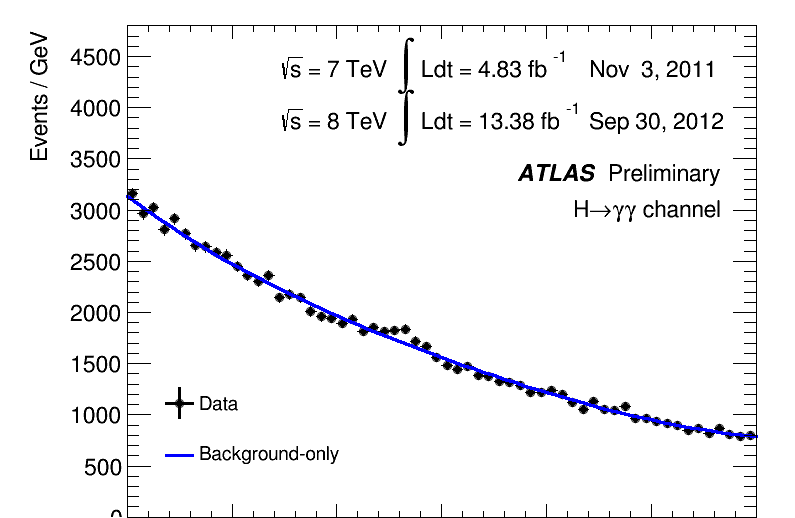 Events / GeV
4500
4000
3500
3000
2500
2000
1500
1000
500
0
√s = 7 TeV ∫ Ldt = 4.83 fb⁻¹ Nov 3, 2011
√s = 8 TeV ∫ Ldt = 13.38 fb⁻¹ Sep 30, 2012
ATLAS Preliminary
H→γγ channel
Data
Background-only